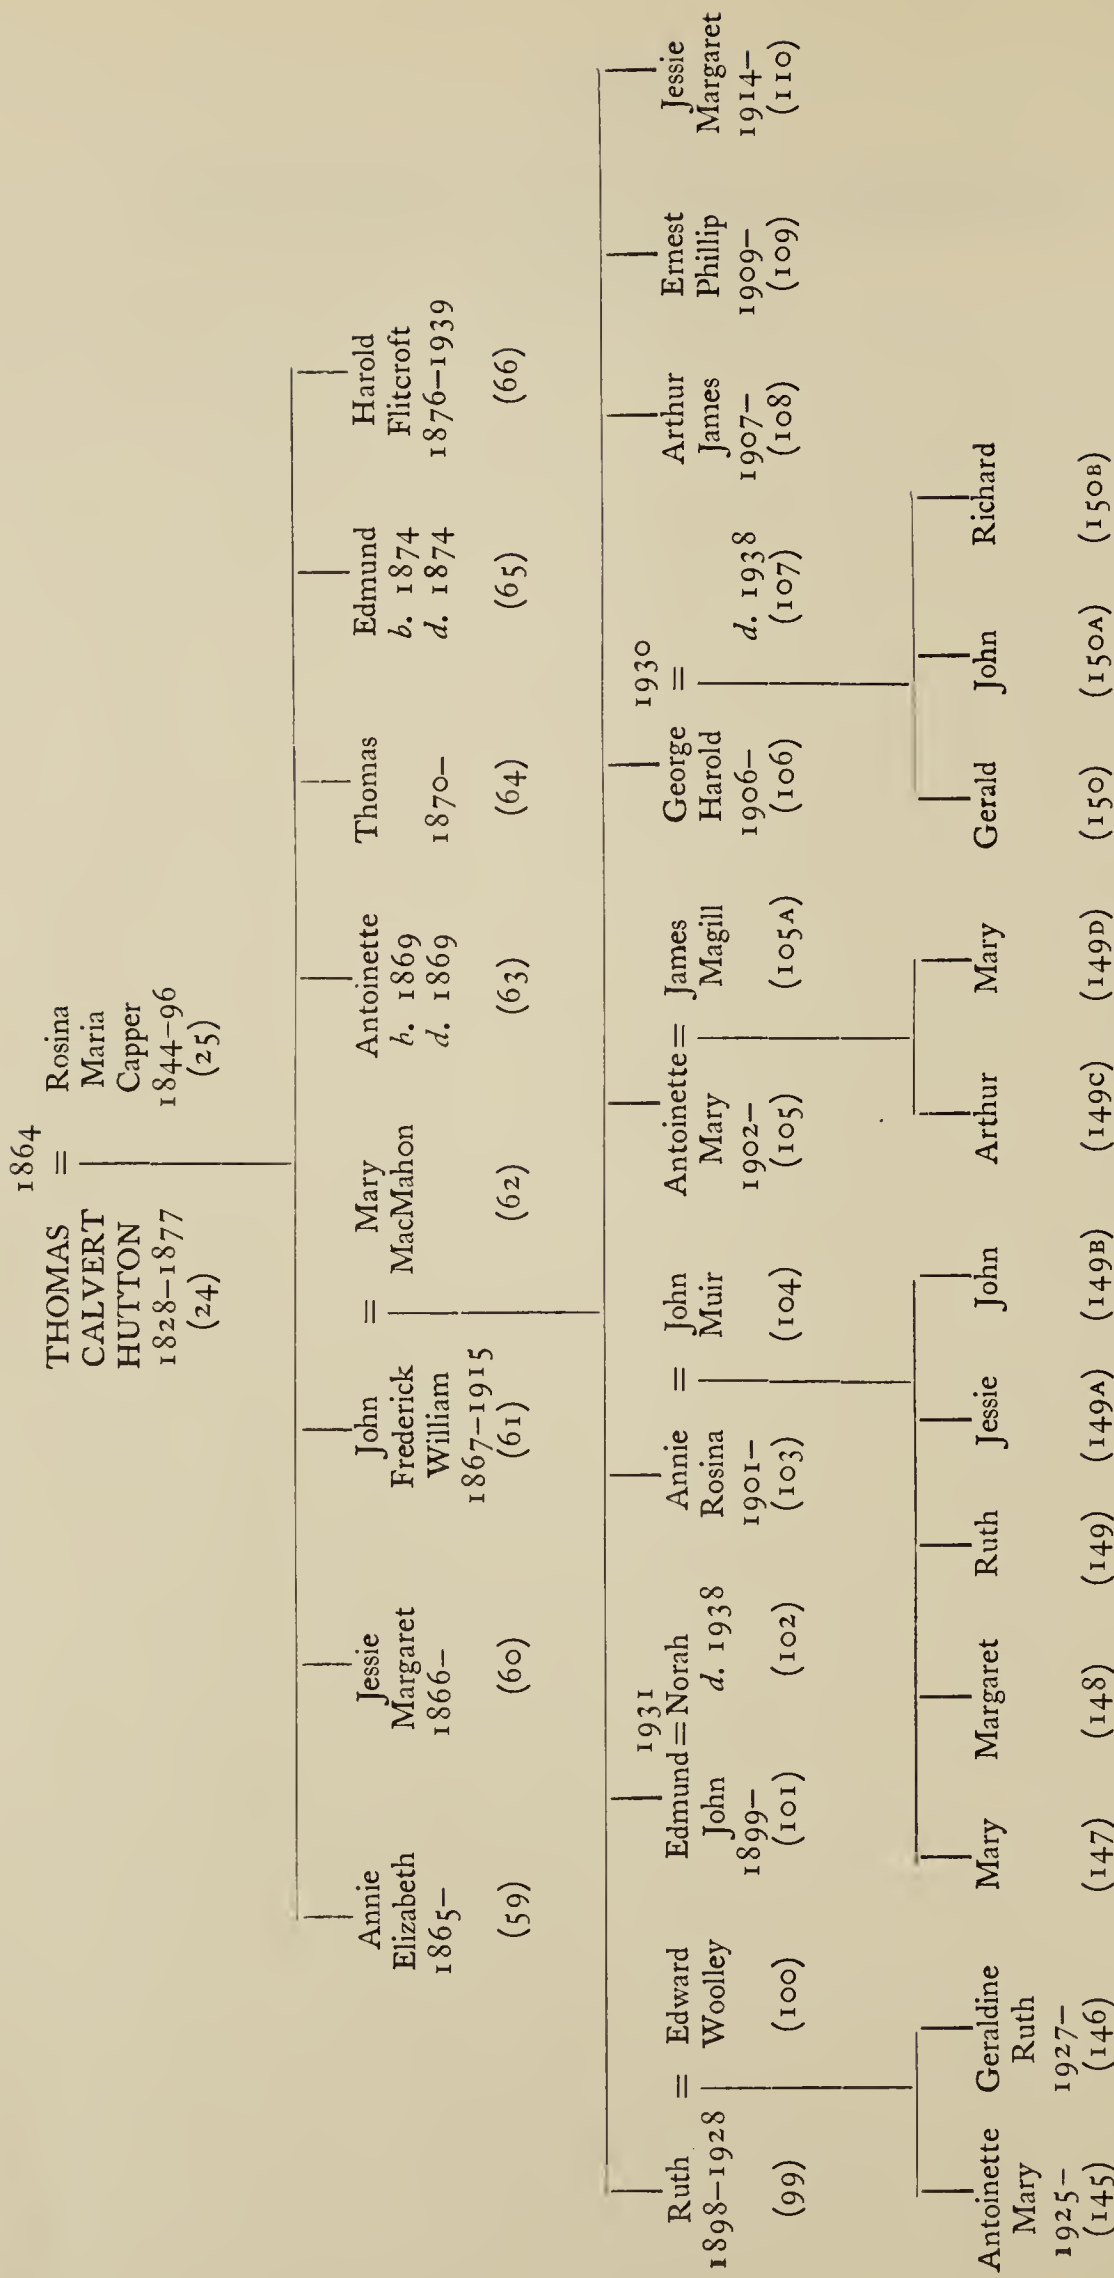 1864
THOMAS = Rosina
CALVERT Maria
HUTTON Capper
1828–1877 1844–96
(24) (25)
Annie
Elizabeth
1865–
(59)
Jessie
Margaret
1866–
(60)
John
Frederick
William
1867–1915
(61)
=
Mary
MacMahon
(62)
Antoinette
b. 1869
d. 1869
(63)
Thomas
1870–
(64)
Edmund
b. 1874
d. 1874
(65)
Harold
Flitcroft
1876–1939
(66)
Ruth
1898–1928
(99)
=
Edward
Woolley
(100)
1931
Edmund=Norah
John d. 1938
1899–
(101) (102)
Annie
Rosina
1901–
(103)
=
John
Muir
(104)
Antoinette=James
Mary Magill
1902–
(105) (105A)
George
Harold
1906–
(106)
1930
=
d. 1938
(107)
Arthur
James
1907–
(108)
Ernest
Phillip
1909–
(109)
Jessie
Margaret
1914–
(110)
Antoinette
Mary
1925–
(145)
Geraldine
Ruth
1927–
(146)
Mary
(147)
Margaret
(148)
Ruth
(149)
Jessie
(149A)
John
(149B)
Arthur
(149C)
Mary
(149D)
Gerald
(150)
John
(150A)
Richard
(150B)